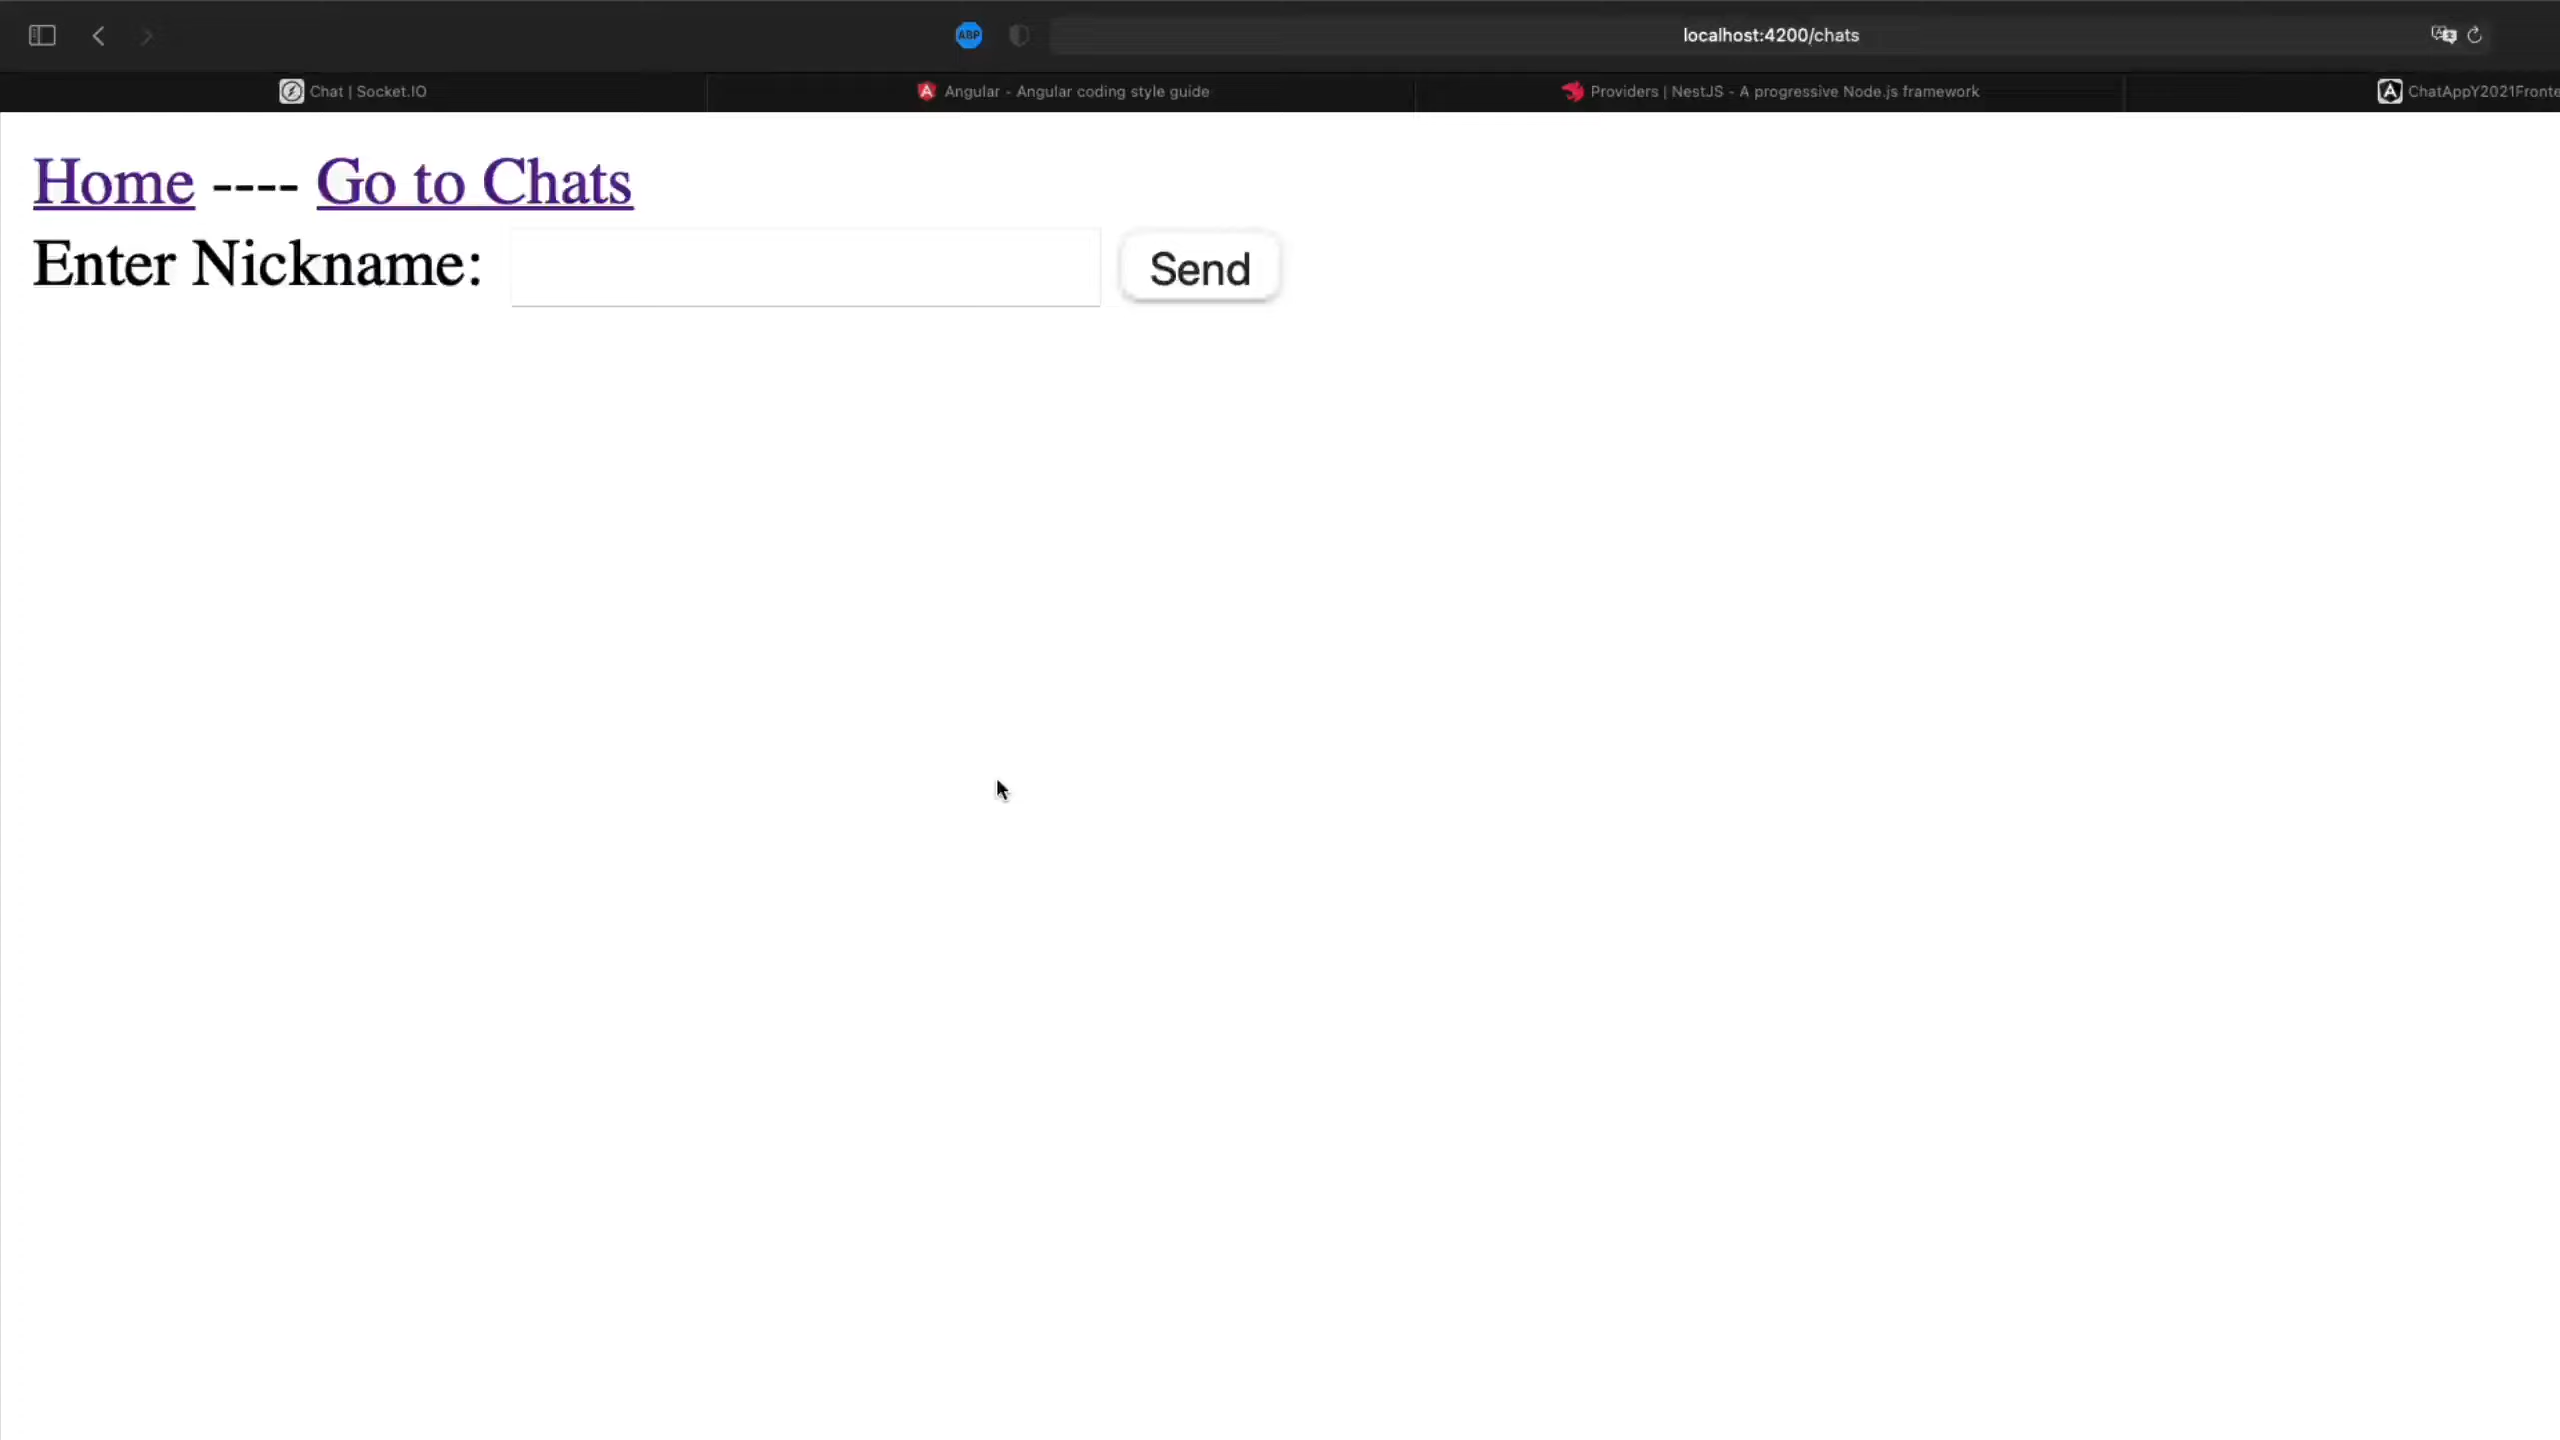 ABP
localhost:4200/chats
Chat | Socket.IO
Angular - Angular coding style guide
Providers | NestJS - A progressive Node.js framework
ChatAppY2021Fronte
Home ---- Go to Chats
Enter Nickname: Send